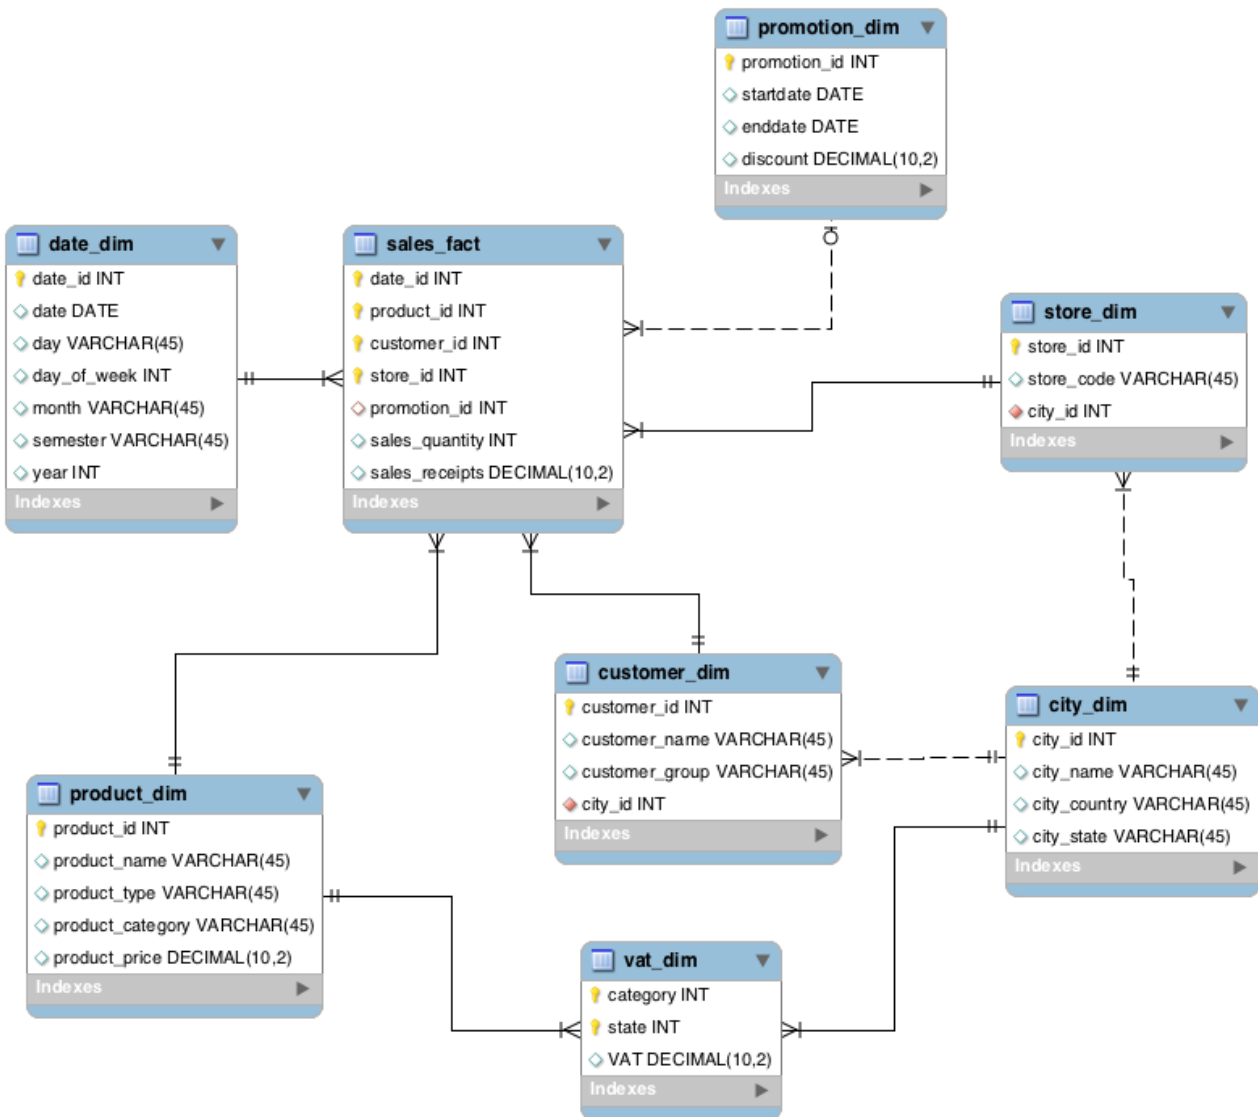 promotion_dim
promotion_id INT
startdate DATE
enddate DATE
discount DECIMAL(10,2)
Indexes
date_dim
date_id INT
date DATE
day VARCHAR(45)
day_of_week INT
month VARCHAR(45)
semester VARCHAR(45)
year INT
Indexes
sales_fact
date_id INT
product_id INT
customer_id INT
store_id INT
promotion_id INT
sales_quantity INT
sales_receipts DECIMAL(10,2)
Indexes
store_dim
store_id INT
store_code VARCHAR(45)
city_id INT
Indexes
customer_dim
customer_id INT
customer_name VARCHAR(45)
customer_group VARCHAR(45)
city_id INT
Indexes
city_dim
city_id INT
city_name VARCHAR(45)
city_country VARCHAR(45)
city_state VARCHAR(45)
Indexes
product_dim
product_id INT
product_name VARCHAR(45)
product_type VARCHAR(45)
product_category VARCHAR(45)
product_price DECIMAL(10,2)
Indexes
vat_dim
category INT
state INT
VAT DECIMAL(10,2)
Indexes